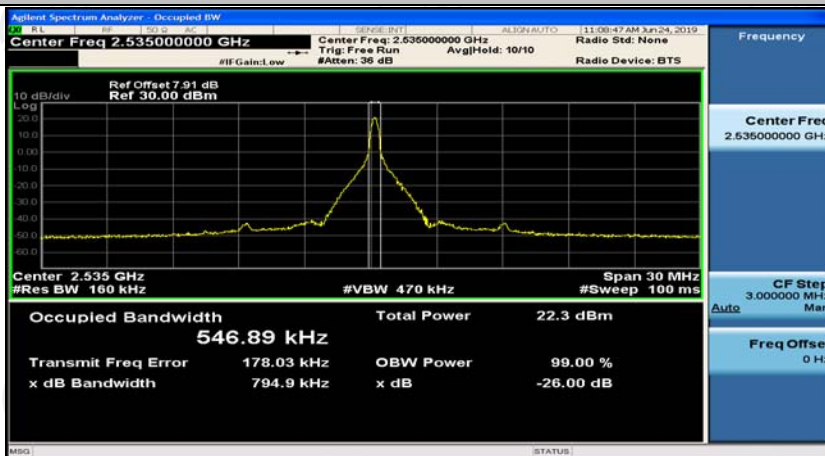 Agilent Spectrum Analyzer - Occupied BW
RL RF 50 Ω AC SENSE:INT ALIGN AUTO 11:08:47 AM Jun 24, 2019
Center Freq 2.535000000 GHz
Center Freq: 2.535000000 GHz
Radio Std: None
Trig: Free Run Avg|Hold: 10/10
#IFGain:Low #Atten: 36 dB Radio Device: BTS
Ref Offset 7.91 dB
10 dB/div Ref 30.00 dBm
Log
20.0
10.0
0.00
-10.0
-20.0
-30.0
-40.0
-50.0
-60.0
Center 2.535 GHz Span 30 MHz
#Res BW 160 kHz #VBW 470 kHz #Sweep 100 ms
Occupied Bandwidth Total Power 22.3 dBm
546.89 kHz
Transmit Freq Error 178.03 kHz OBW Power 99.00 %
x dB Bandwidth 794.9 kHz x dB -26.00 dB
MSG STATUS
Frequency
Center Freq
2.535000000 GHz
CF Step
3.000000 MHz
Auto Man
Freq Offset
0 Hz